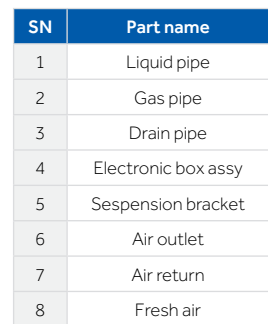 SN Part name
1 Liquid pipe
2 Gas pipe
3 Drain pipe
4 Electronic box assy
5 Sespension bracket
6 Air outlet
7 Air return
8 Fresh air